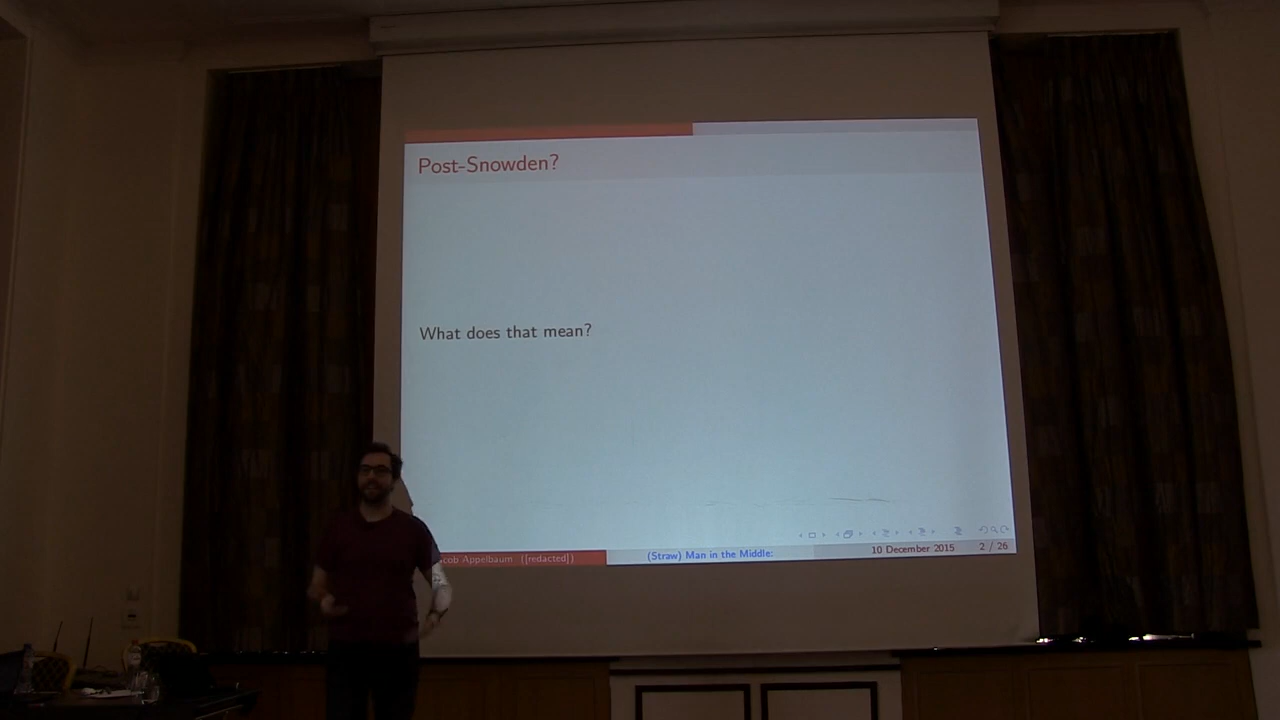 Post-Snowden?
What does that mean?
cob Appelbaum ([redacted])
(Straw) Man in the Middle:
10 December 2015
2 / 26